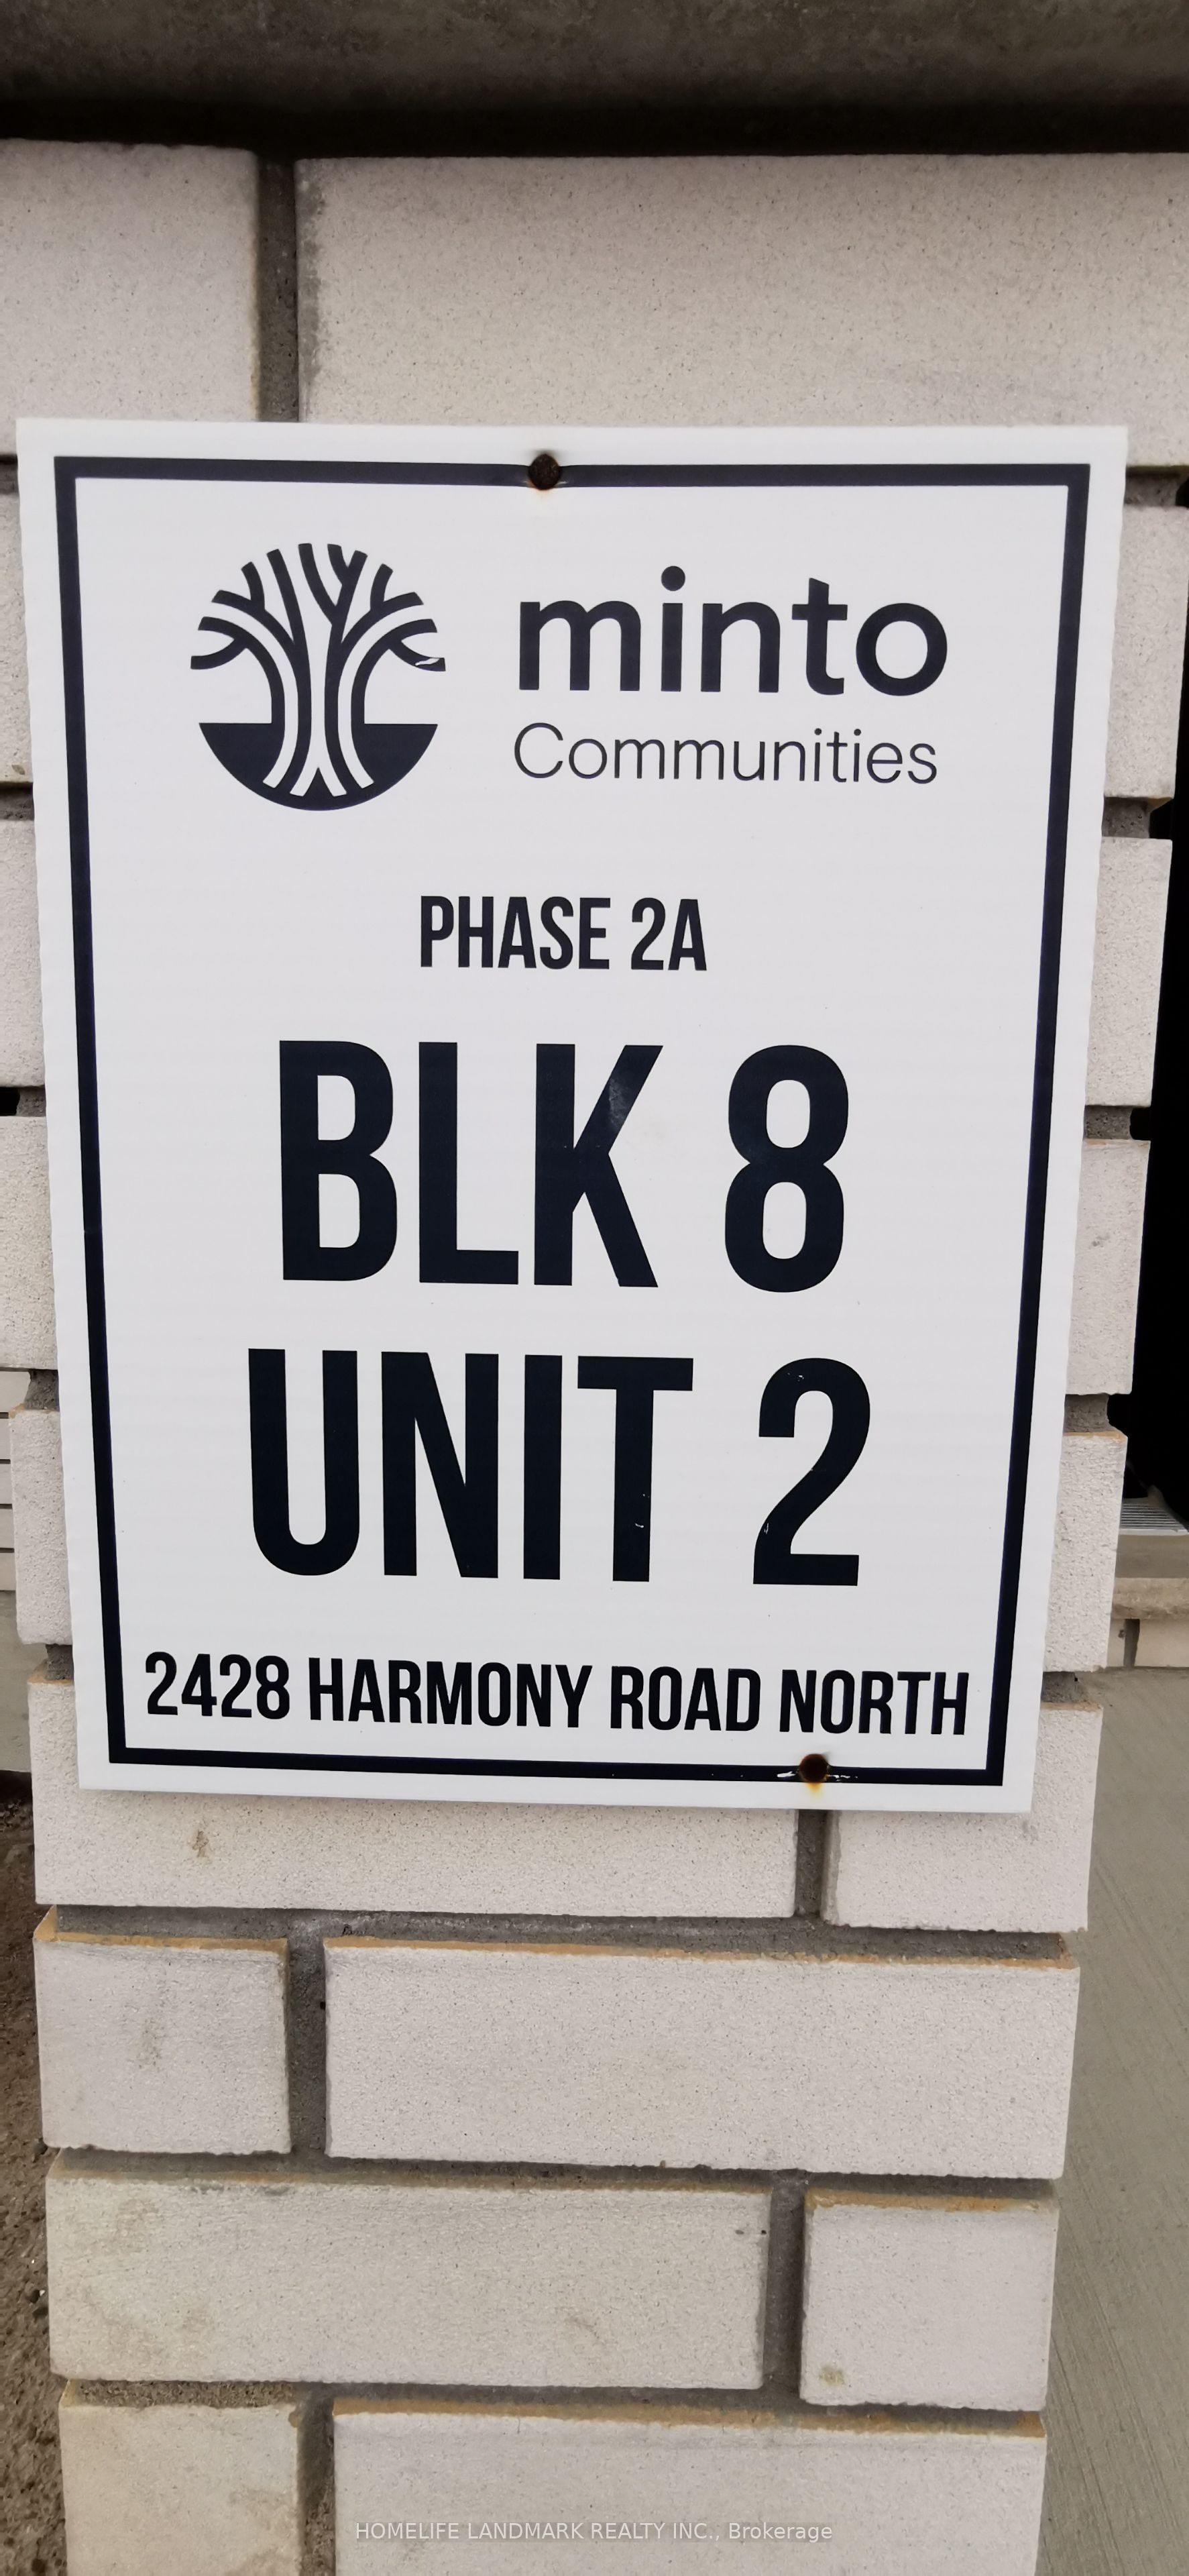 minto
Communities
PHASE 2A
BLK 8
UNIT 2
2428 HARMONY ROAD NORTH
HOMELIFE LANDMARK REALTY INC., Brokerage